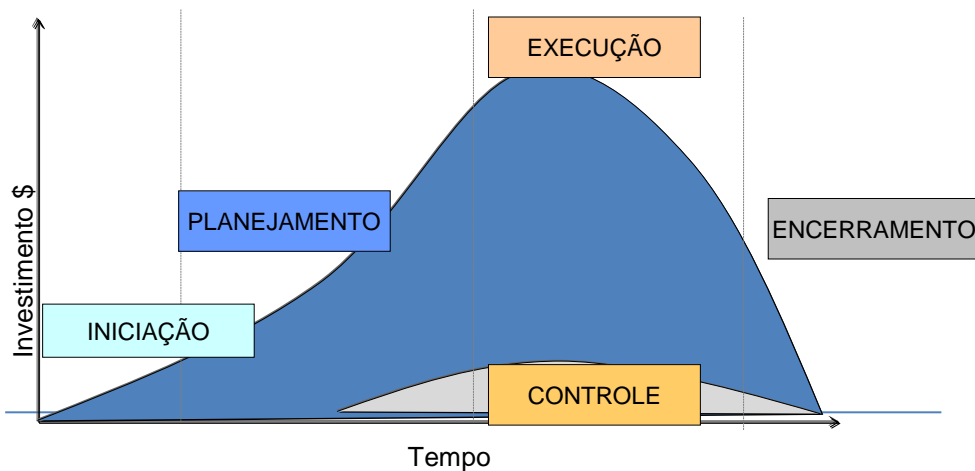 EXECUÇÃO
PLANEJAMENTO
ENCERRAMENTO
INICIAÇÃO
CONTROLE
Investimento $
Tempo